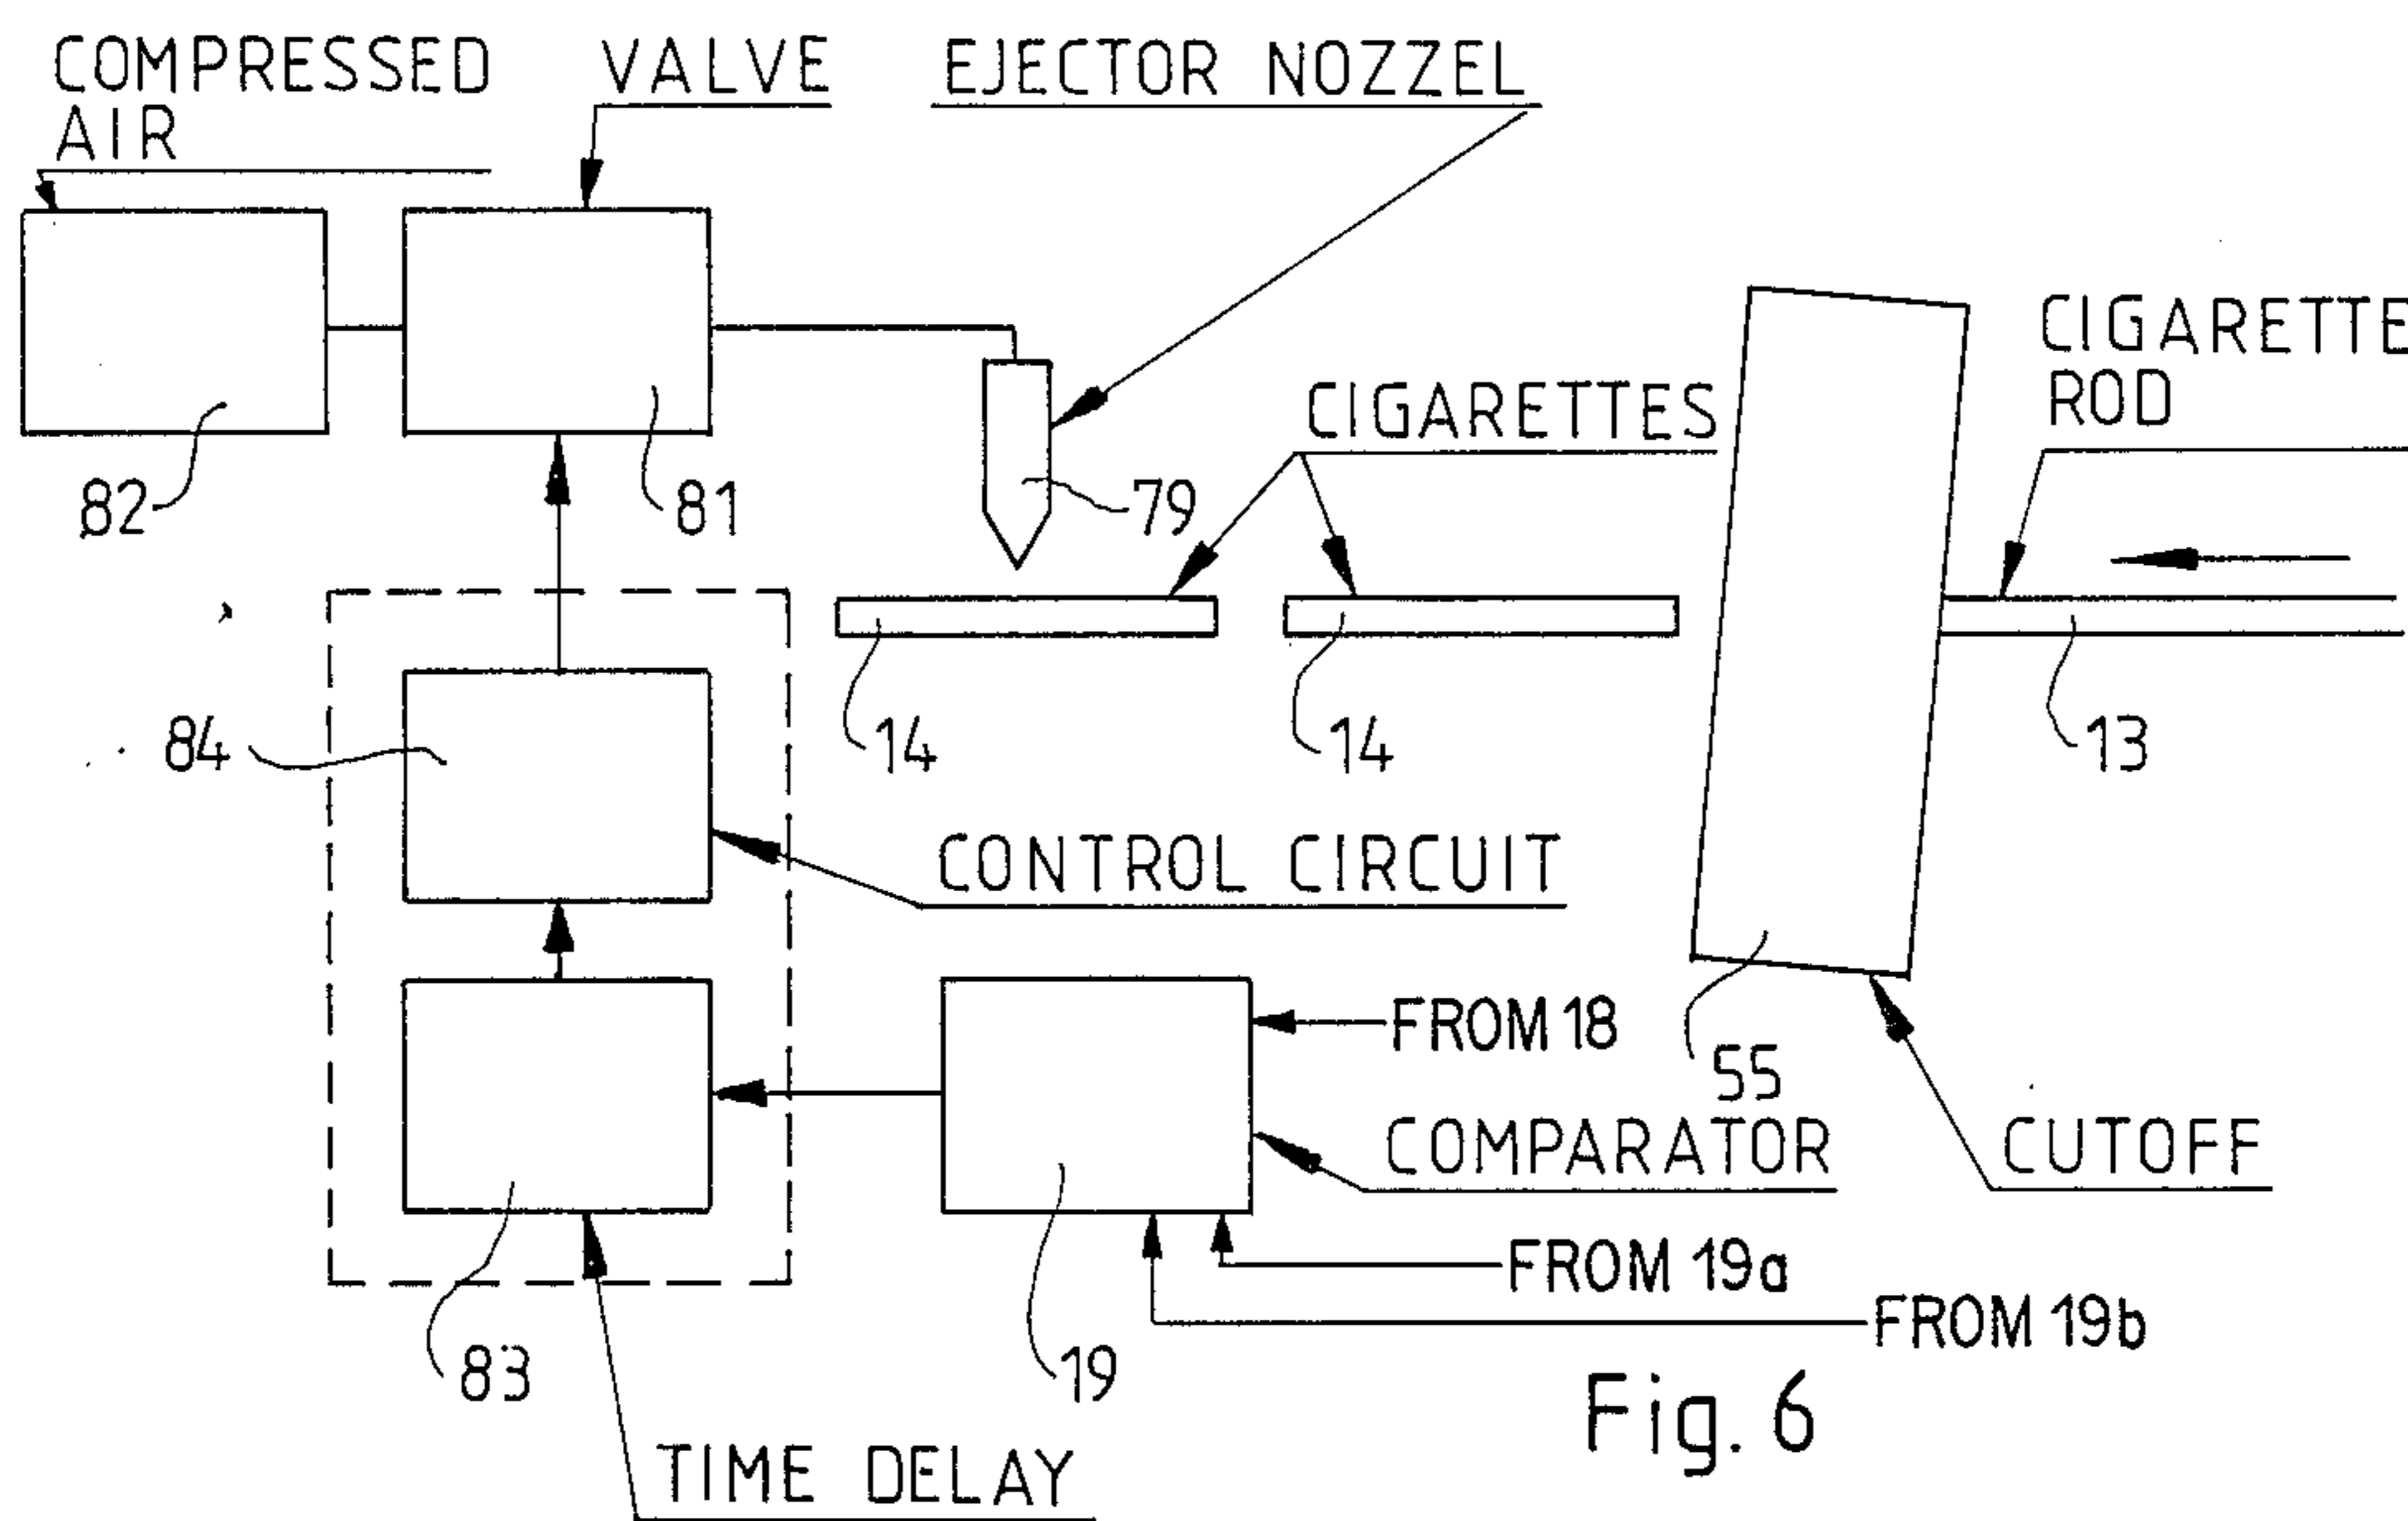 COMPRESSED
AIR
VALVE
EJECTOR NOZZEL
CIGARETTE
ROD
CIGARETTES
82
81
79
84
14
14
13
CONTROL CIRCUIT
FROM 18
55
COMPARATOR
CUTOFF
FROM 19a
FROM 19b
83
19
Fig. 6
TIME DELAY